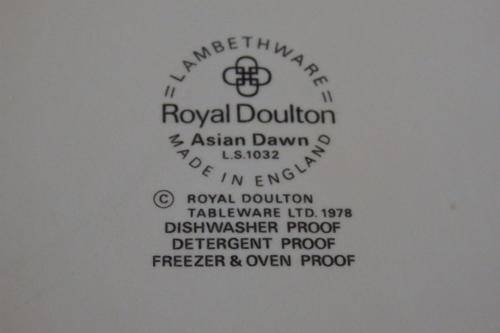 =LAMBETHWARE=
Royal Doulton
Asian Dawn
L.S.1032
MADE IN ENGLAND
© ROYAL DOULTON
TABLEWARE LTD. 1978
DISHWASHER PROOF
DETERGENT PROOF
FREEZER & OVEN PROOF